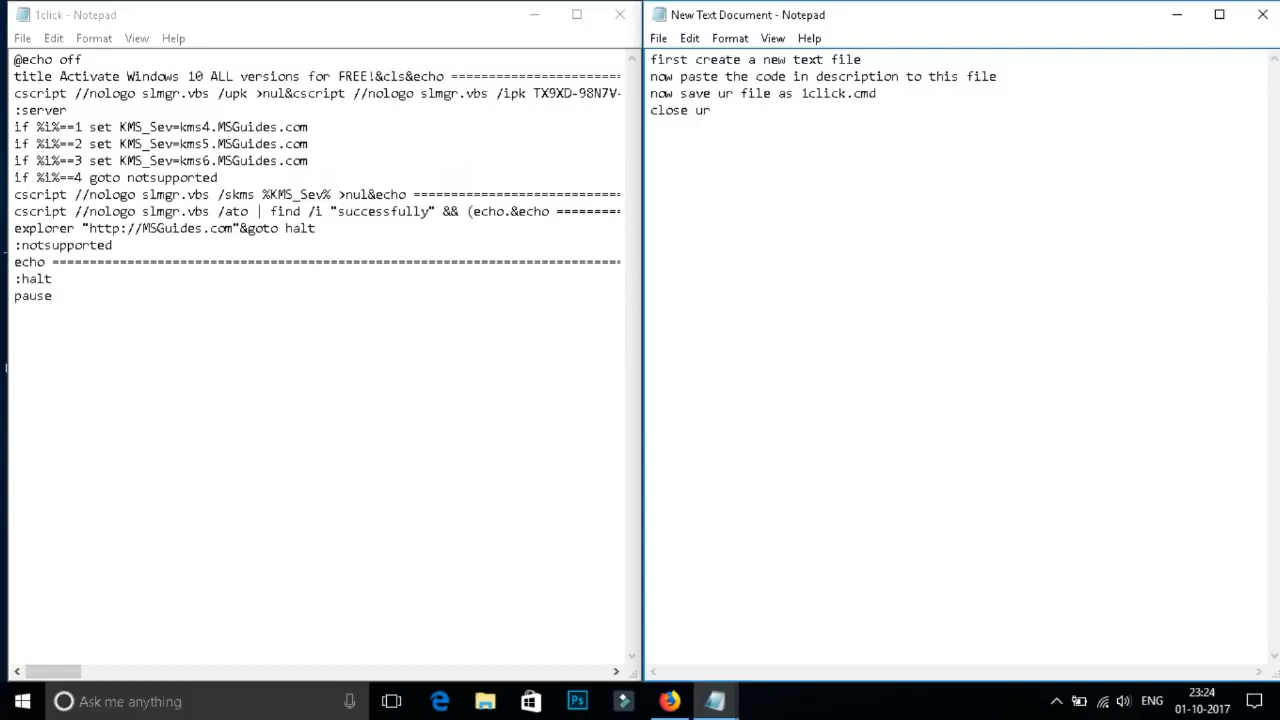 1click - Notepad
File Edit Format View Help
@echo off
title Activate Windows 10 ALL versions for FREE!&cls&echo =====================================
cscript //nologo slmgr.vbs /upk >nul&cscript //nologo slmgr.vbs /ipk TX9XD-98N7V-
:server
if %i%==1 set KMS_Sev=kms4.MSGuides.com
if %i%==2 set KMS_Sev=kms5.MSGuides.com
if %i%==3 set KMS_Sev=kms6.MSGuides.com
if %i%==4 goto notsupported
cscript //nologo slmgr.vbs /skms %KMS_Sev% >nul&echo ============================
cscript //nologo slmgr.vbs /ato | find /i "successfully" && (echo.&echo =========
explorer "http://MSGuides.com"&goto halt
:notsupported
echo ============================================================================
:halt
pause
New Text Document - Notepad
File Edit Format View Help
first create a new text file
now paste the code in description to this file
now save ur file as 1click.cmd
close ur
Ask me anything
Ps
ENG
23:24
01-10-2017